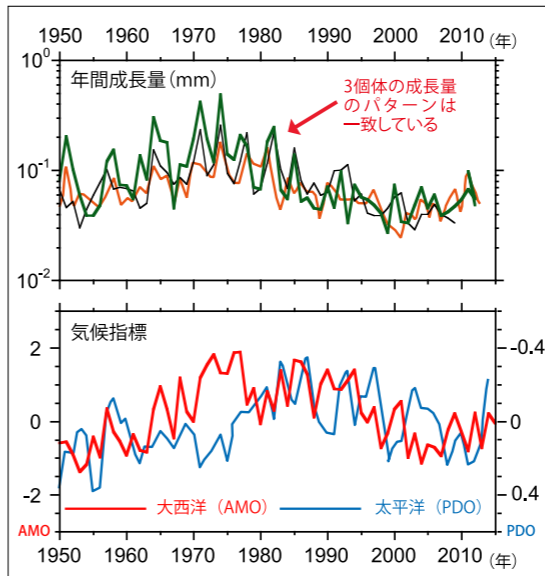 1950 1960 1970 1980 1990 2000 2010 (年)
10⁰
年間成長量(mm)
3個体の成長量
のパターンは
一致している
10⁻¹
10⁻²
気候指標
2 -0.4
0 0
-2 0.4
大西洋(AMO) 太平洋(PDO)
AMO PDO
1950 1960 1970 1980 1990 2000 2010 (年)